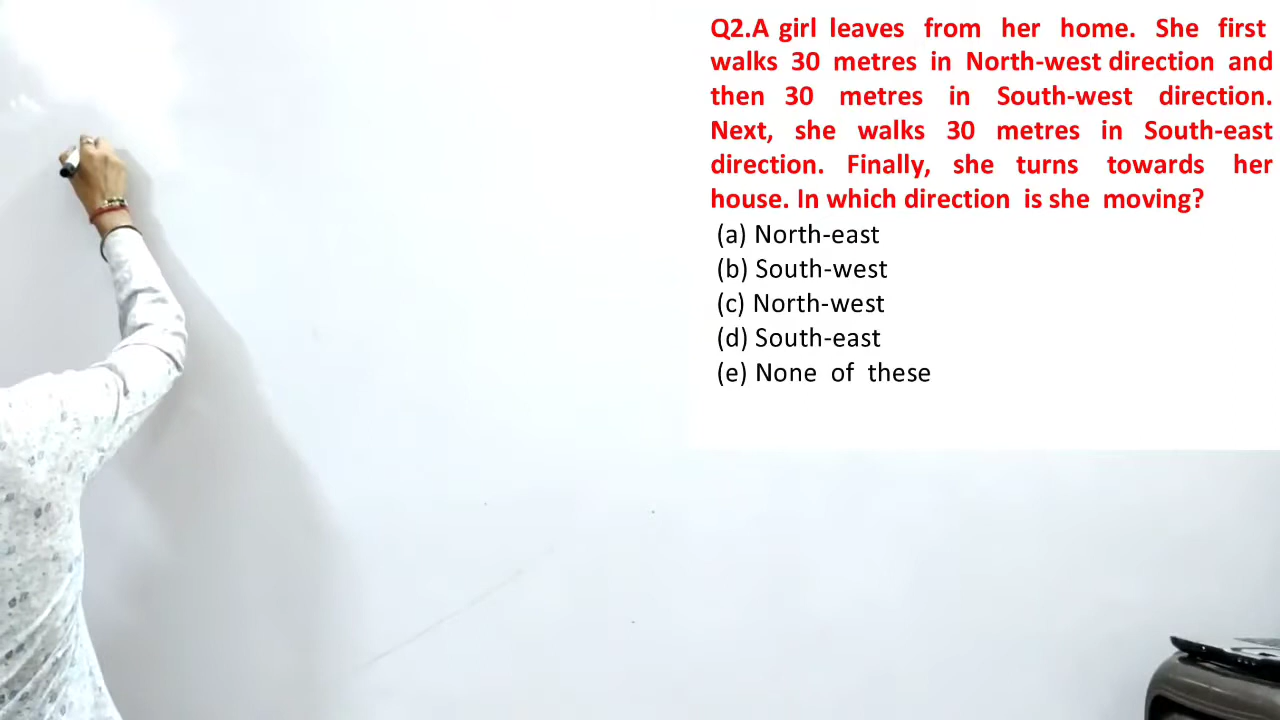 Q2.A girl leaves from her home. She first
walks 30 metres in North-west direction and
then 30 metres in South-west direction.
Next, she walks 30 metres in South-east
direction. Finally, she turns towards her
house. In which direction is she moving?
(a) North-east
(b) South-west
(c) North-west
(d) South-east
(e) None of these